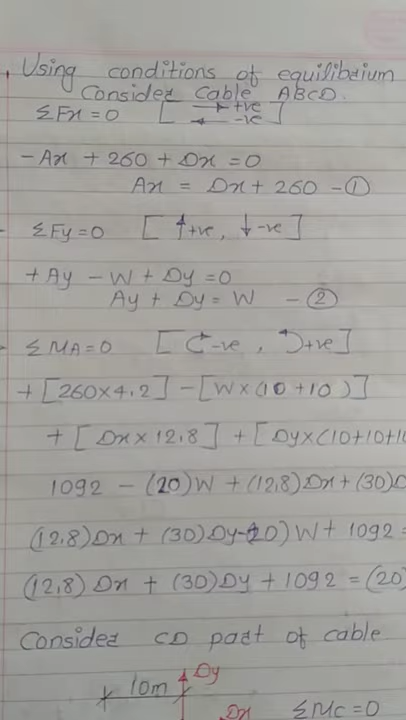 Using conditions of equilibrium
Consider cable ABCD.
ΣFx = 0 [ → +ve ← -ve ]
-Ax + 260 + Dx = 0
Ax = Dx + 260 - ①
ΣFy = 0 [ ↑+ve, ↓-ve ]
+Ay - W + Dy = 0
Ay + Dy = W - ②
ΣMA = 0 [ ↻-ve, ↺+ve ]
+ [260 × 4.2] - [W × (10 + 10)]
+ [Dx × 12.8] + [Dy × (10+10+10
1092 - (20)W + (12.8)Dx + (30)D
(12.8)Dx + (30)Dy - (20)W + 1092 =
(12.8) Dx + (30)Dy + 1092 = (20)
Consider CD part of cable
10m Dy
Dx ΣMC = 0